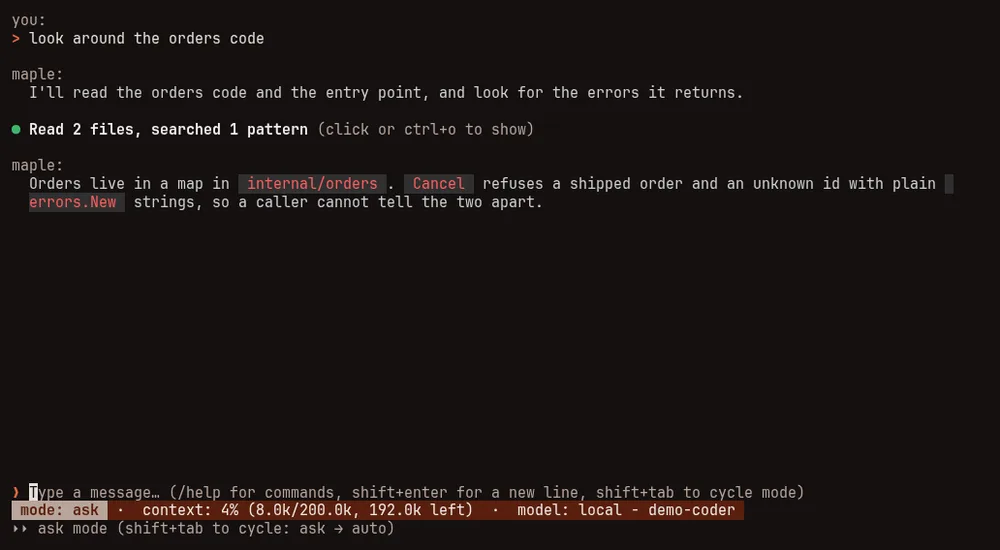 you:
> look around the orders code
maple:
I'll read the orders code and the entry point, and look for the errors it returns.
● Read 2 files, searched 1 pattern (click or ctrl+o to show)
maple:
Orders live in a map in internal/orders . Cancel refuses a shipped order and an unknown id with plain
errors.New strings, so a caller cannot tell the two apart.
❯ Type a message… (/help for commands, shift+enter for a new line, shift+tab to cycle mode)
mode: ask · context: 4% (8.0k/200.0k, 192.0k left) · model: local - demo-coder
▸▸ ask mode (shift+tab to cycle: ask → auto)